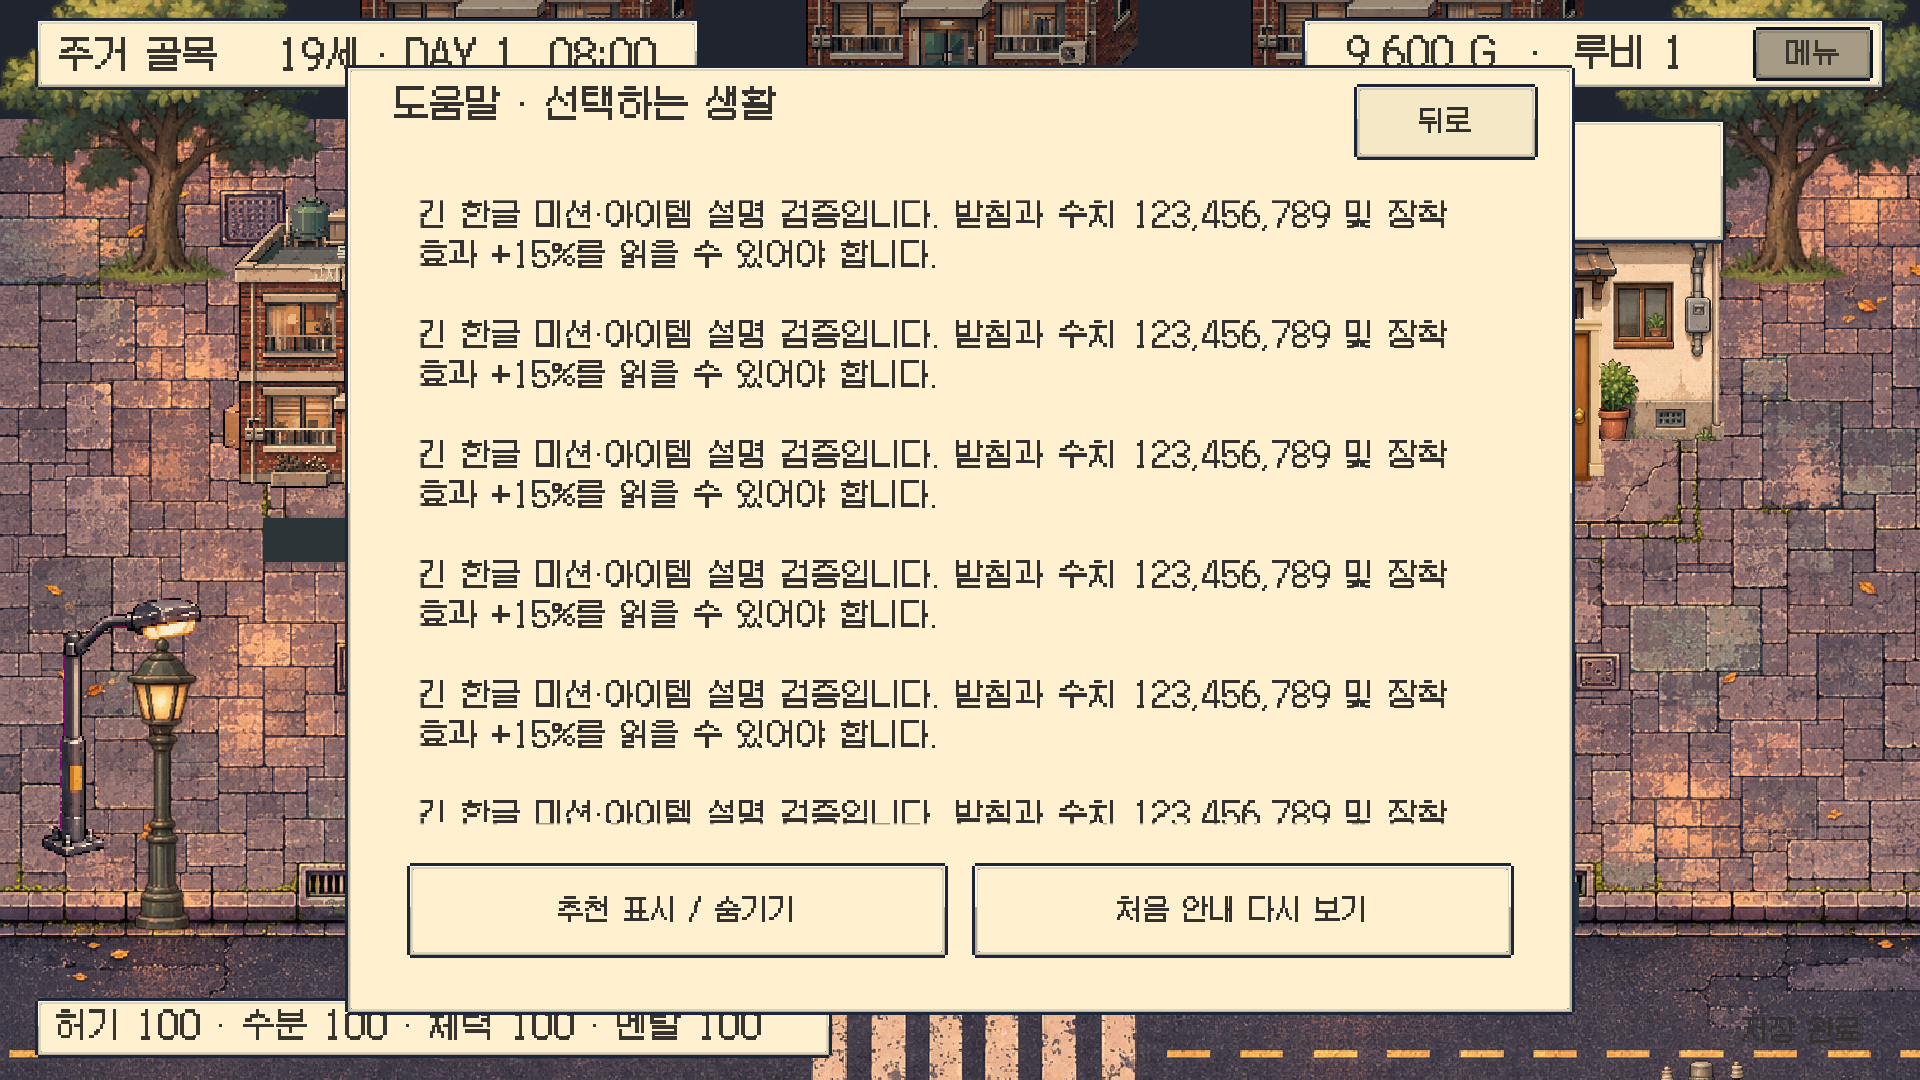 주거 골목 19세 · DAY 1 08:00
9,600 G · 루비 1
메뉴
도움말 · 선택하는 생활
뒤로
긴 한글 미션·아이템 설명 검증입니다. 받침과 수치 123,456,789 및 장착
효과 +15%를 읽을 수 있어야 합니다.
긴 한글 미션·아이템 설명 검증입니다. 받침과 수치 123,456,789 및 장착
효과 +15%를 읽을 수 있어야 합니다.
긴 한글 미션·아이템 설명 검증입니다. 받침과 수치 123,456,789 및 장착
효과 +15%를 읽을 수 있어야 합니다.
긴 한글 미션·아이템 설명 검증입니다. 받침과 수치 123,456,789 및 장착
효과 +15%를 읽을 수 있어야 합니다.
긴 한글 미션·아이템 설명 검증입니다. 받침과 수치 123,456,789 및 장착
효과 +15%를 읽을 수 있어야 합니다.
긴 한글 미션·아이템 설명 검증입니다. 받침과 수치 123,456,789 및 장착
추천 표시 / 숨기기
처음 안내 다시 보기
허기 100 · 수분 100 · 체력 100 · 멘탈 100
저장 완료